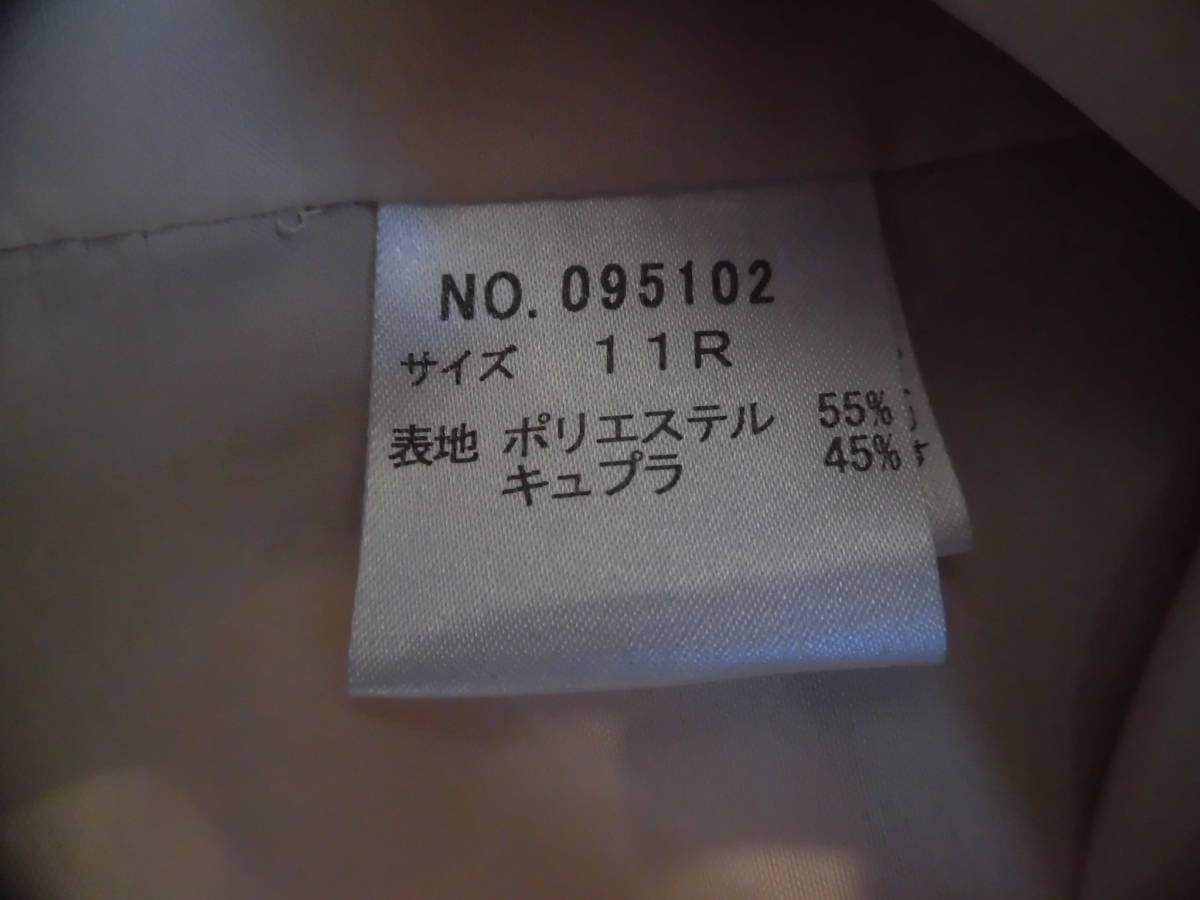 NO. 095102
サイズ 11R
表地 ポリエステル 55%
キュプラ 45%